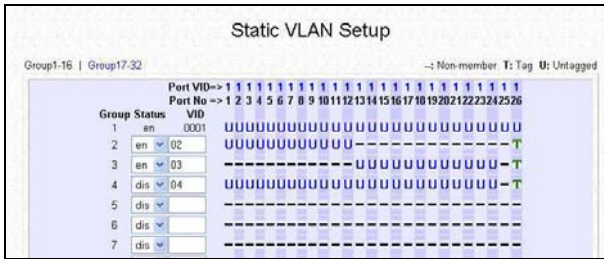 Static VLAN Setup
Group1-16 | Group17-32 --: Non-member T: Tag U: Untagged
Port VID=> 1 1 1 1 1 1 1 1 1 1 1 1 1 1 1 1 1 1 1 1 1 1 1 1 1 1
Port No => 1 2 3 4 5 6 7 8 9 10 11 12 13 14 15 16 17 18 19 20 21 22 23 24 25 26
Group Status VID
1 en 0001 U U U U U U U U U U U U U U U U U U U U U U U U U U
2 en 02 U U U U U U U U U U U U - - - - - - - - - - - - - T
3 en 03 - - - - - - - - - - - - U U U U U U U U U U U U - T
4 dis 04 U U U U U U U U U U U U U U U U U U U U U U U U - T
5 dis - - - - - - - - - - - - - - - - - - - - - - - - - -
6 dis - - - - - - - - - - - - - - - - - - - - - - - - - -
7 dis - - - - - - - - - - - - - - - - - - - - - - - - - -